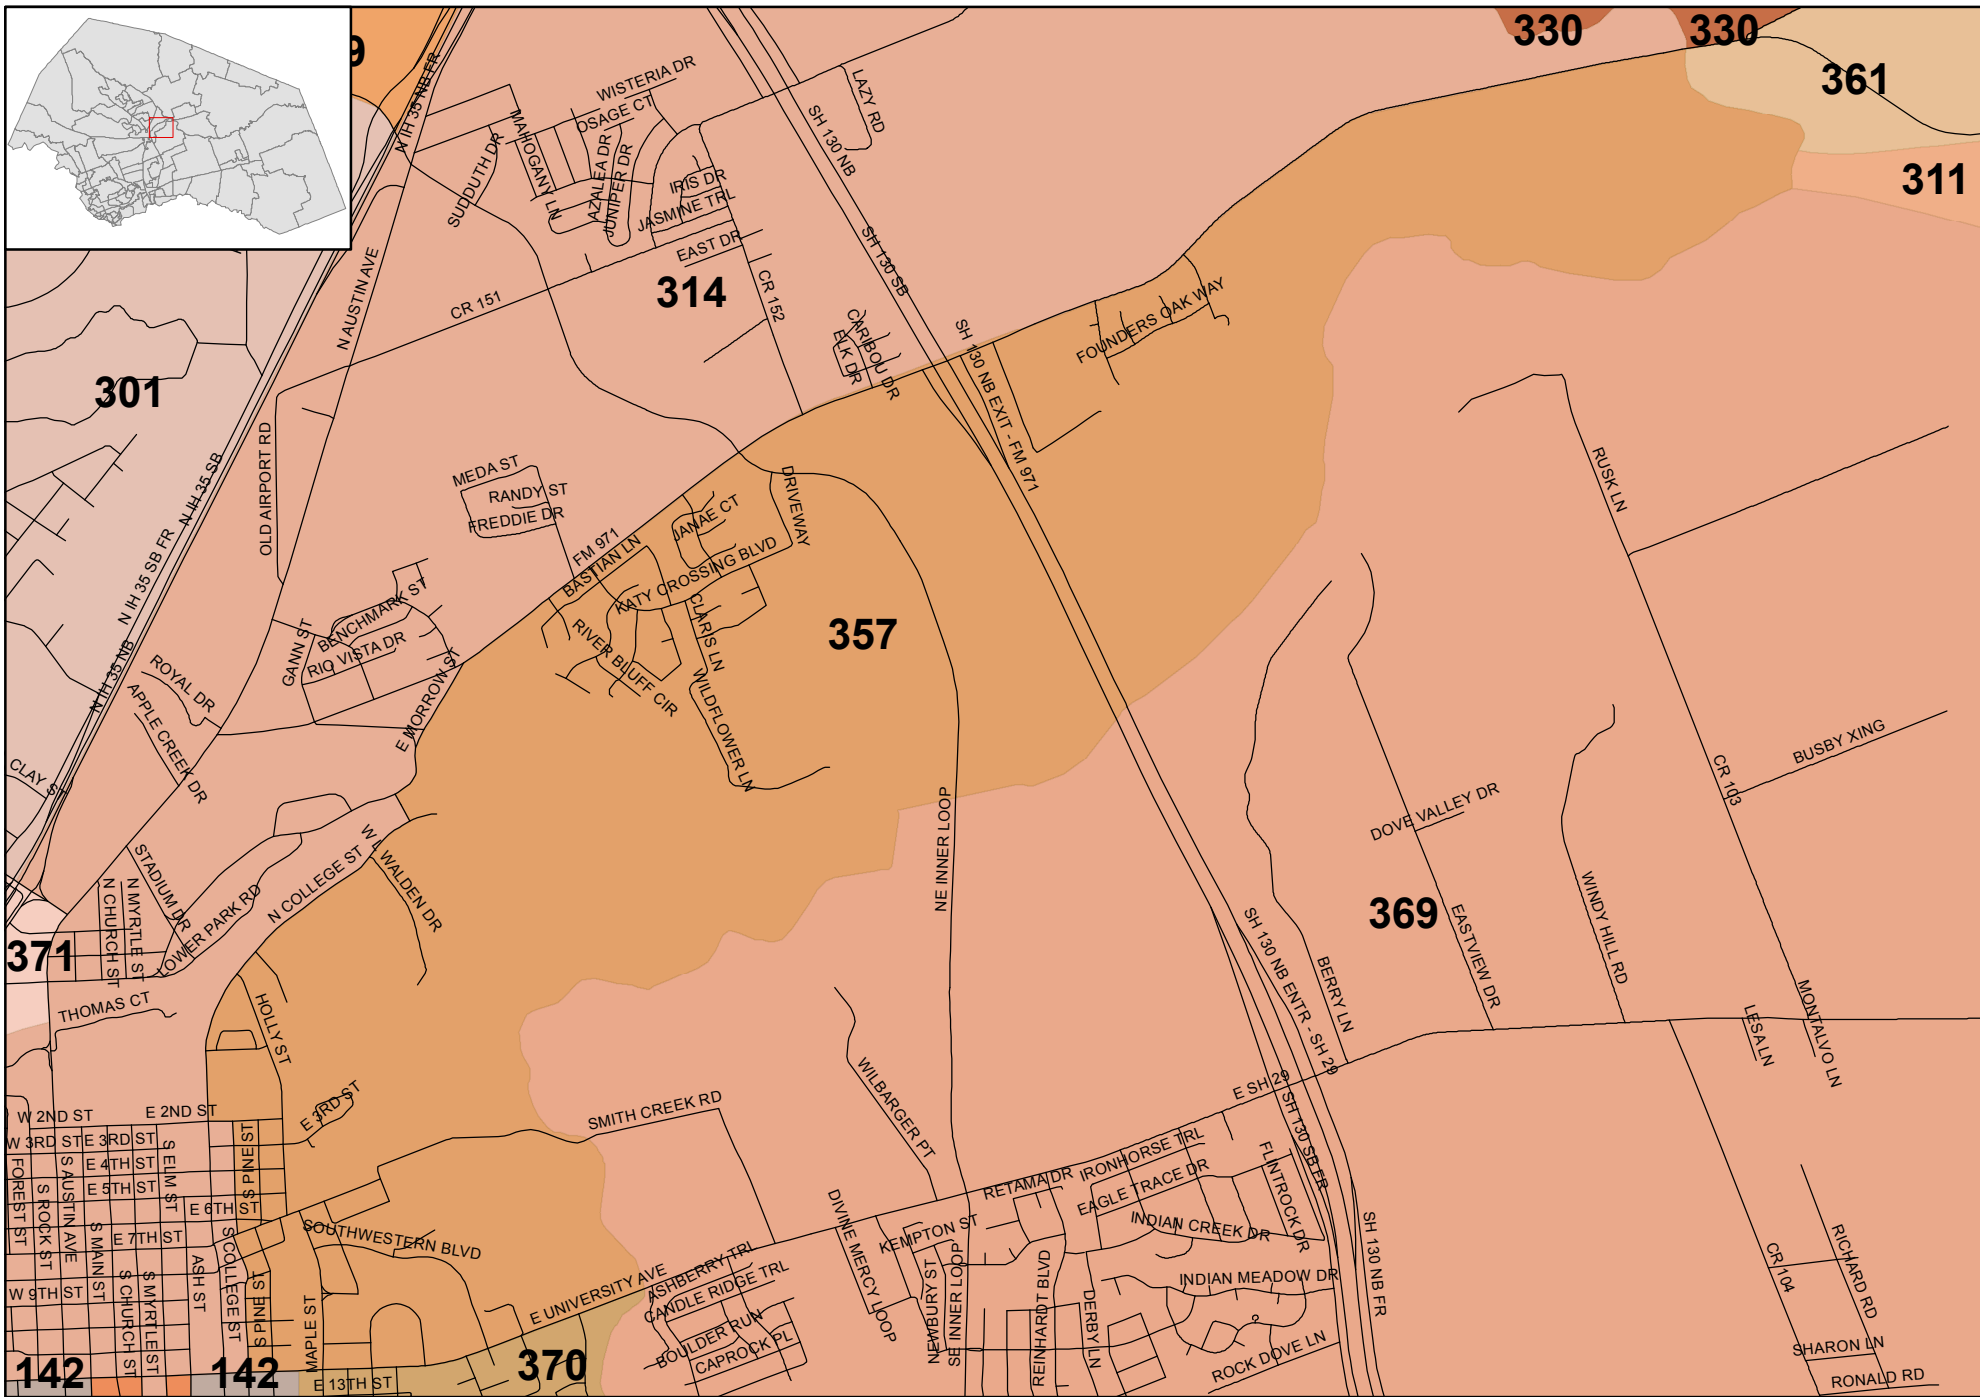 9
330
330
361
311
314
301
357
369
371
142
142
370
N IH 35 NB FR
WISTERIA DR
OSAGE CT
MAHOGANY LN
SUDDUTH DR
AZALEA DR
JUNIPER DR
IRIS DR
JASMINE TRL
EAST DR
LAZY RD
SH 130 NB
SH 130 SB
CR 151
CR 152
N AUSTIN AVE
CARIBOU DR
ELK DR
SH 130 NB EXIT - FM 971
FOUNDERS OAK WAY
OLD AIRPORT RD
N IH 35 SB
N IH 35 SB FR
N IH 35 NB
MEDA ST
RANDY ST
FREDDIE DR
FM 971
BASTIAN LN
JANAE CT
DRIVEWAY
KATY CROSSING BLVD
CLARIS LN
RIVER BLUFF CIR
WILDFLOWER LN
BENCHMARK ST
RIO VISTA DR
GANN ST
E MORROW ST
ROYAL DR
APPLE CREEK DR
CLAY ST
RUSK LN
CR 103
BUSBY XING
DOVE VALLEY DR
EASTVIEW DR
WINDY HILL RD
NE INNER LOOP
STADIUM DR
N MYRTLE ST
N CHURCH ST
LOWER PARK RD
N COLLEGE ST
W L WALDEN DR
THOMAS CT
HOLLY ST
SH 130 NB ENTR - SH 29
BERRY LN
MONTALVO LN
LESA LN
WILBARGER PT
SMITH CREEK RD
E SH 29
SH 130 SB FR
E 3RD ST
W 2ND ST
E 2ND ST
W 3RD ST
E 3RD ST
E 4TH ST
E 5TH ST
E 6TH ST
E 7TH ST
W 9TH ST
FOREST ST
S ROCK ST
S AUSTIN AVE
S MAIN ST
S CHURCH ST
S MYRTLE ST
S ELM ST
ASH ST
S COLLEGE ST
S PINE ST
S PINE ST
MAPLE ST
SOUTHWESTERN BLVD
E UNIVERSITY AVE
E 13TH ST
ASHBERRY TRL
CANDLE RIDGE TRL
BOULDER RUN
CAPROCK PL
DIVINE MERCY LOOP
KEMPTON ST
NEWBURY ST
SE INNER LOOP
RETAMA DR
IRONHORSE TRL
EAGLE TRACE DR
INDIAN CREEK DR
FLINTROCK DR
REINHARDT BLVD
DERBY LN
INDIAN MEADOW DR
ROCK DOVE LN
SH 130 NB FR
CR 104
RICHARD RD
SHARON LN
RONALD RD